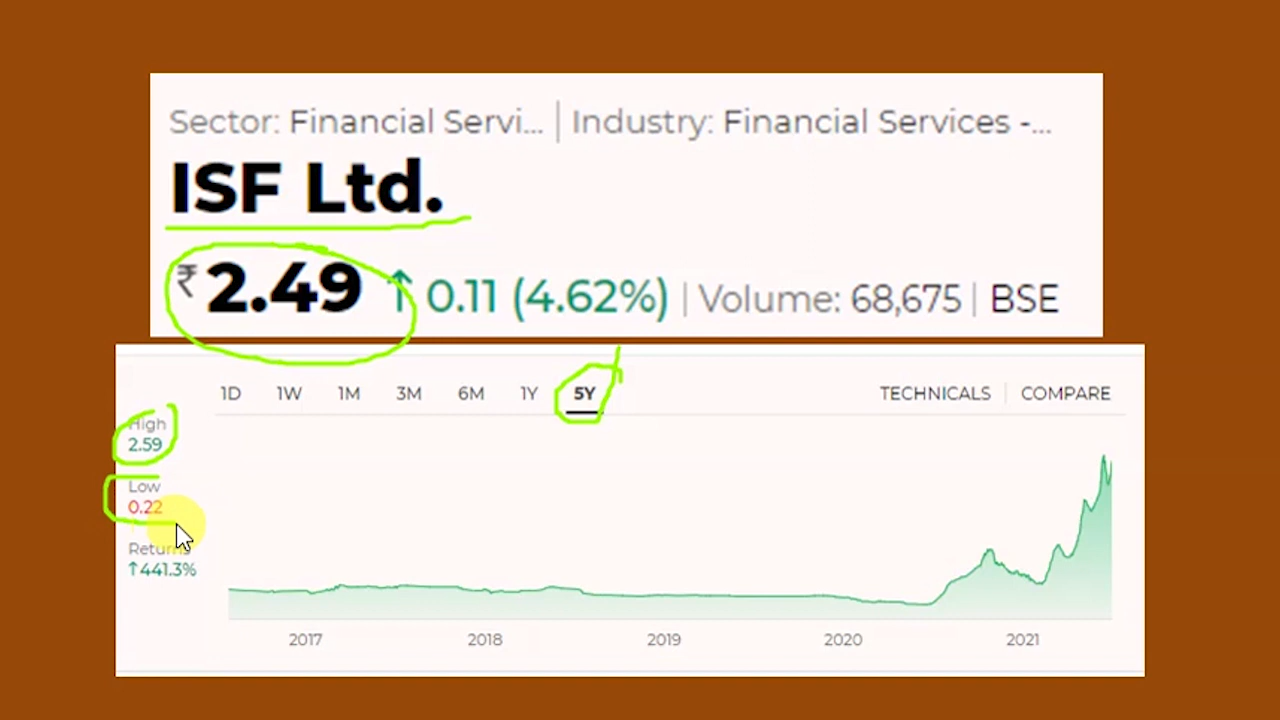 Sector: Financial Servi... | Industry: Financial Services -...
ISF Ltd.
₹2.49 ↑ 0.11 (4.62%) | Volume: 68,675 | BSE
1D 1W 1M 3M 6M 1Y 5Y TECHNICALS | COMPARE
High
2.59
Low
0.22
Returns
↑441.3%
2017 2018 2019 2020 2021